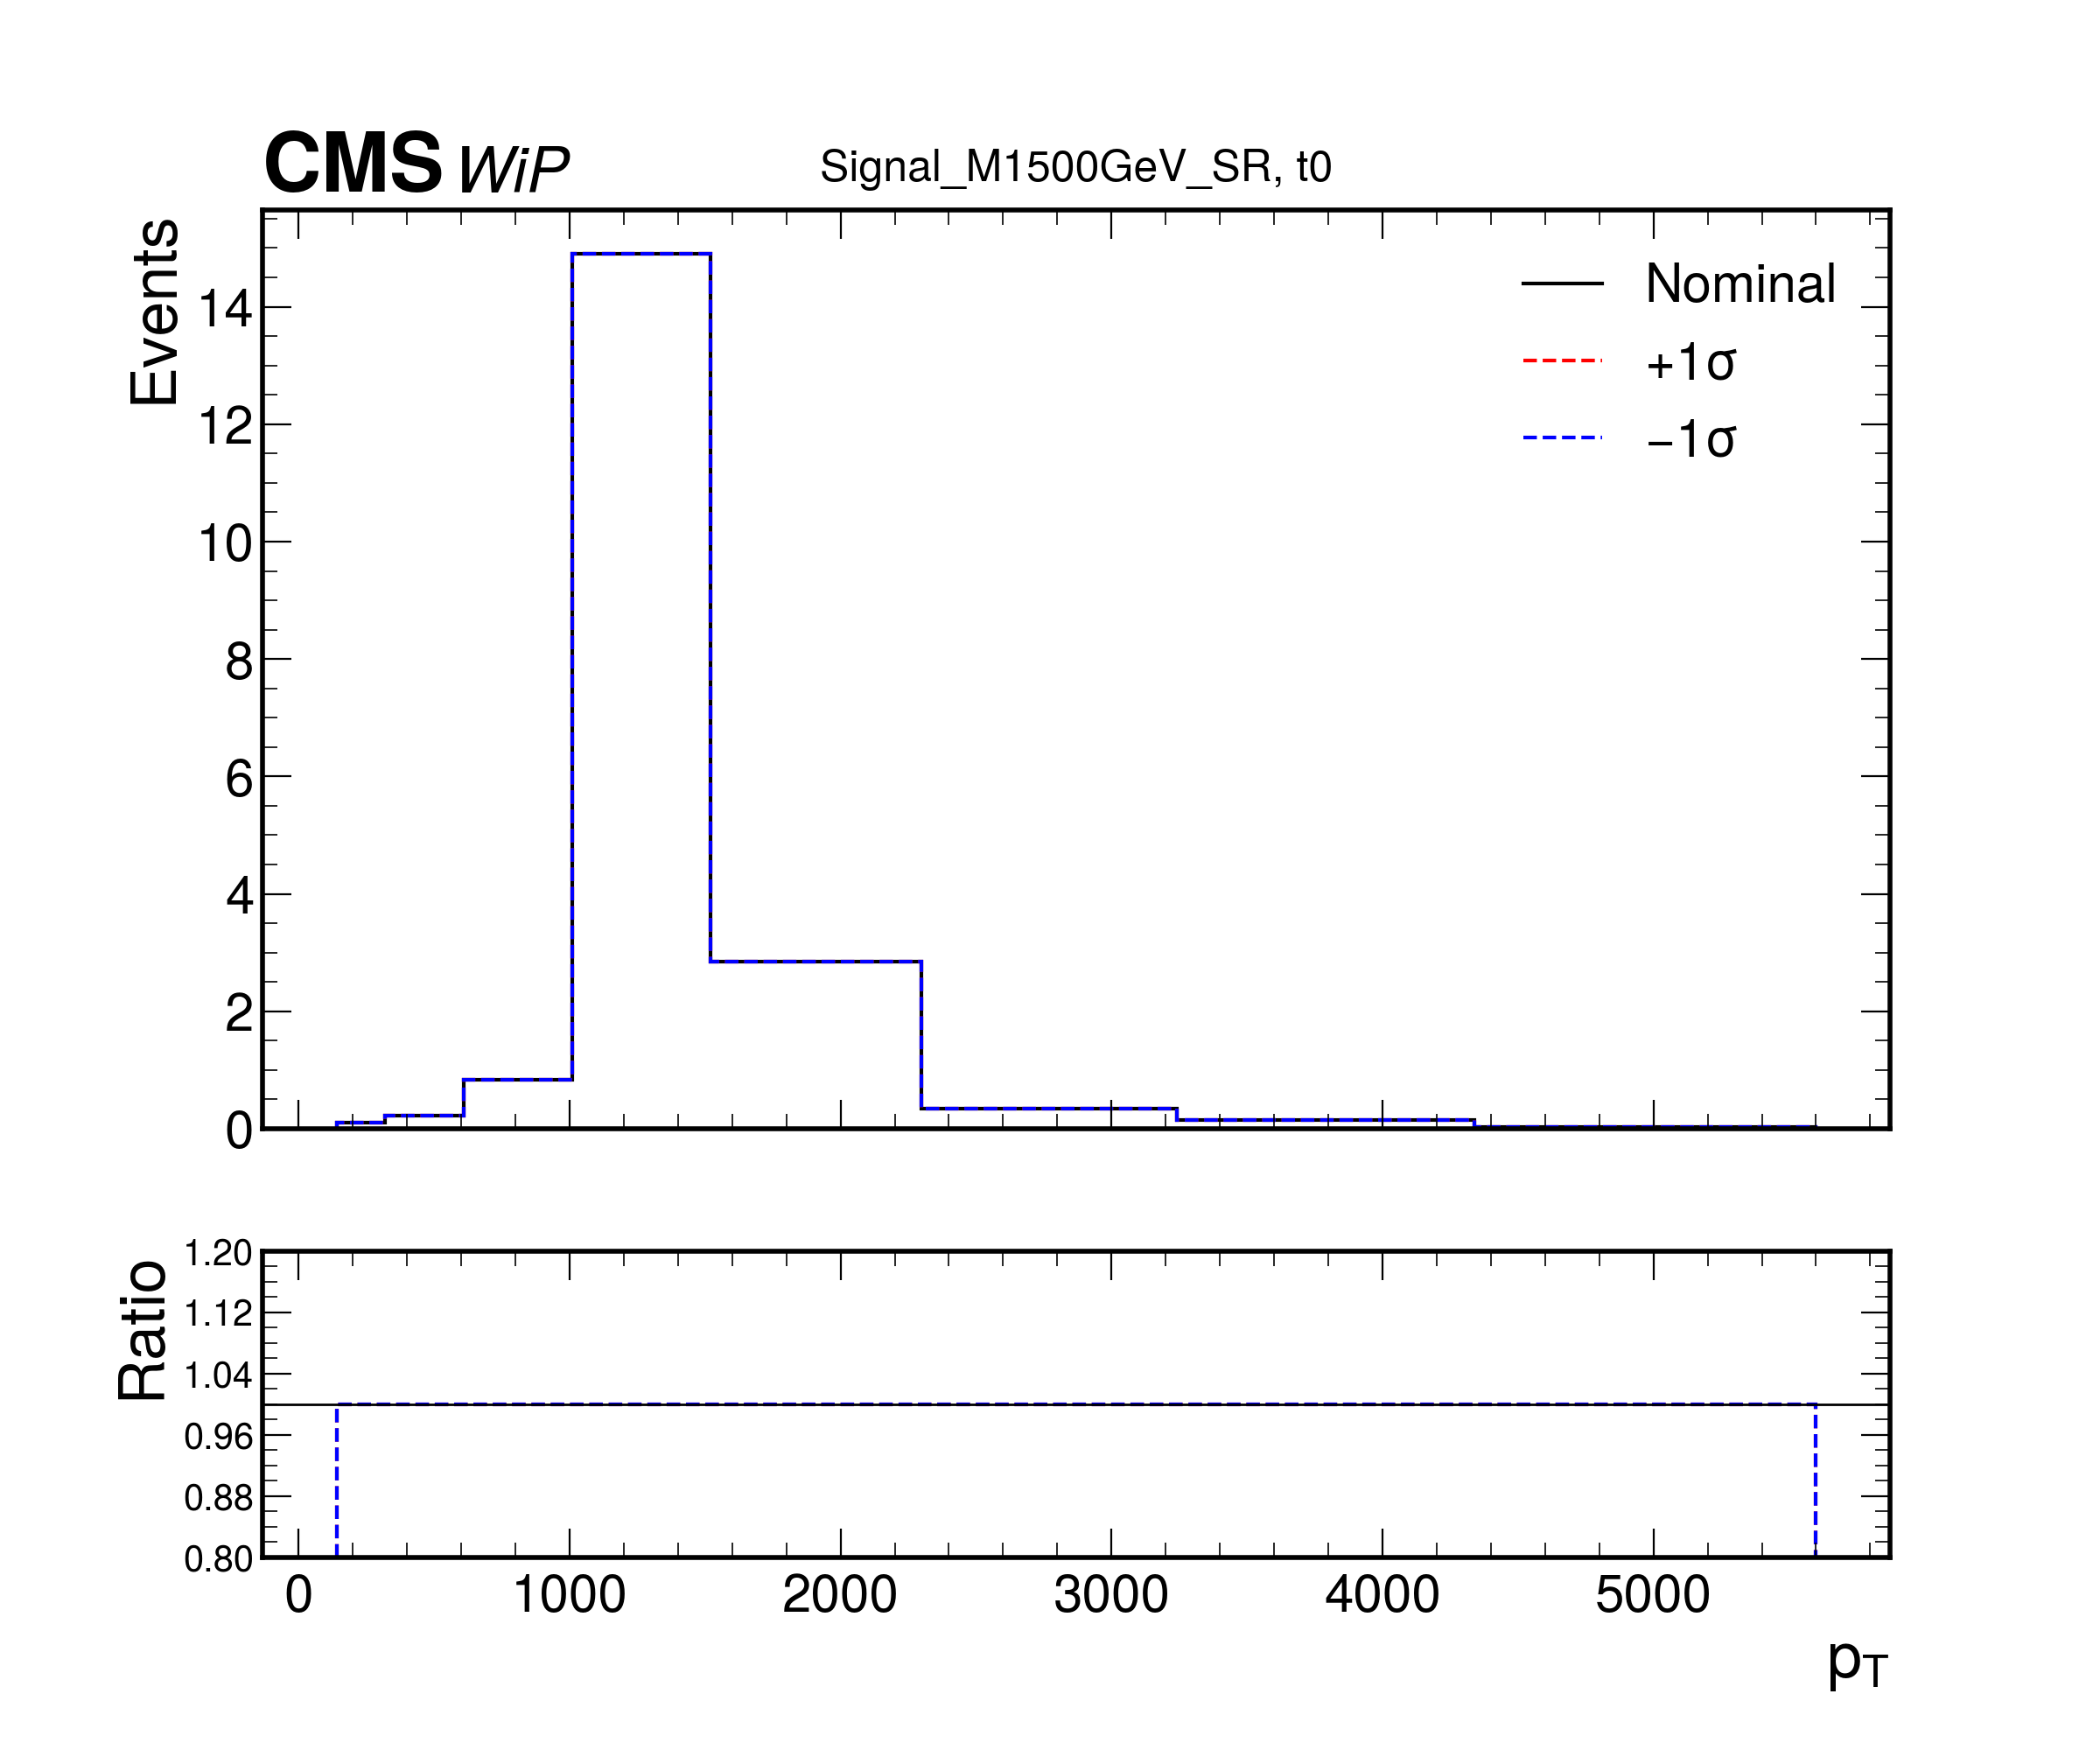 CMS WiP Signal_M1500GeV_SR, t0
Events
14
12
10
8
6
4
2
0
Nominal
+1σ
−1σ
Ratio
1.20
1.12
1.04
0.96
0.88
0.80
0 1000 2000 3000 4000 5000
pT